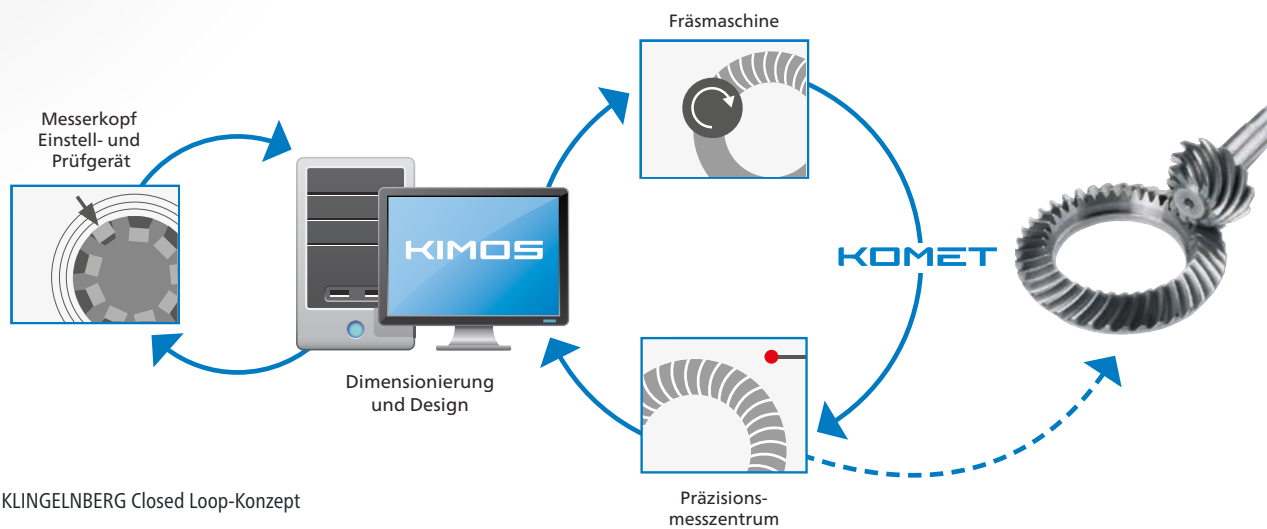 Fräsmaschine
Messerkopf
Einstell- und
Prüfgerät
KIMOS
KOMET
Dimensionierung
und Design
KLINGELNBERG Closed Loop-Konzept
Präzisions-
messzentrum